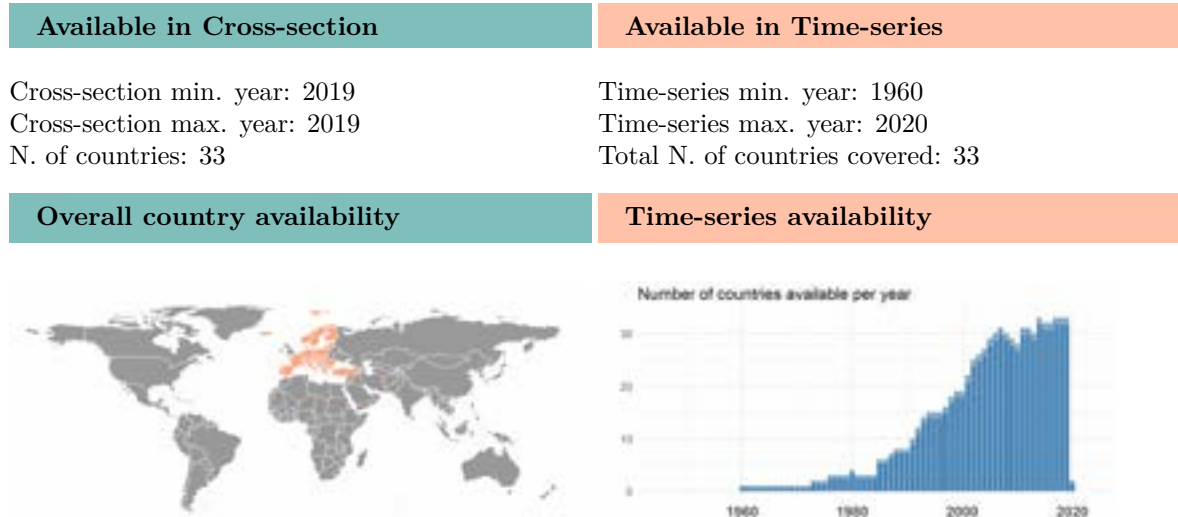 Available in Cross-section
Available in Time-series
Cross-section min. year: 2019
Cross-section max. year: 2019
N. of countries: 33
Time-series min. year: 1960
Time-series max. year: 2020
Total N. of countries covered: 33
Overall country availability
Time-series availability
Number of countries available per year
30
20
10
0
1960 1980 2000 2020